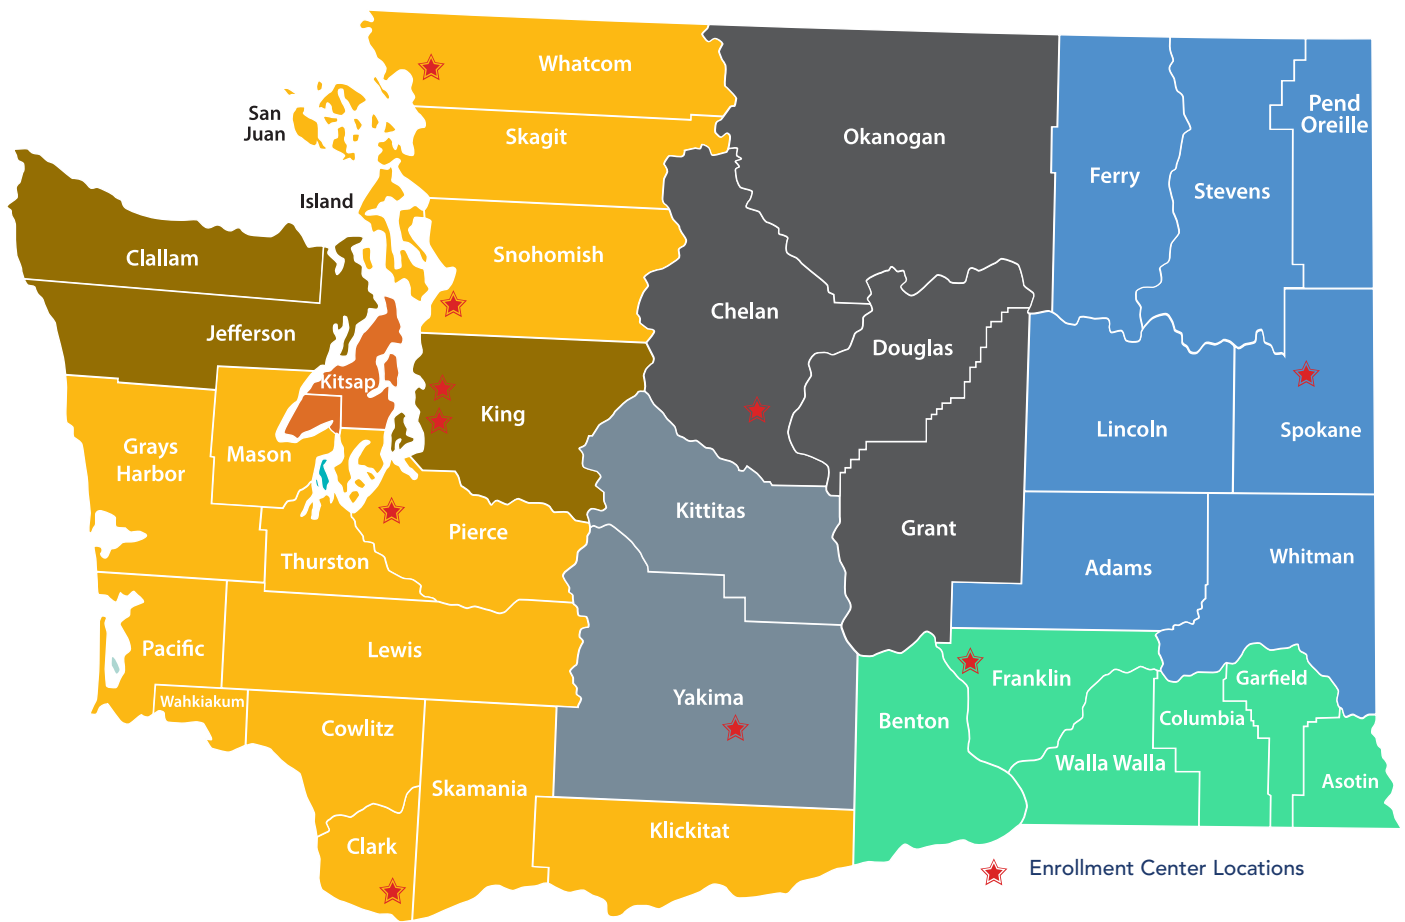 Whatcom
San
Juan
Skagit
Okanogan
Pend
Oreille
Ferry
Stevens
Island
Clallam
Snohomish
Chelan
Jefferson
Douglas
Kitsap
King
Lincoln
Spokane
Grays
Harbor
Mason
Kittitas
Grant
Pierce
Thurston
Adams
Whitman
Pacific
Lewis
Yakima
Franklin
Garfield
Wahkiakum
Cowlitz
Benton
Columbia
Walla Walla
Asotin
Skamania
Klickitat
Clark
Enrollment Center Locations